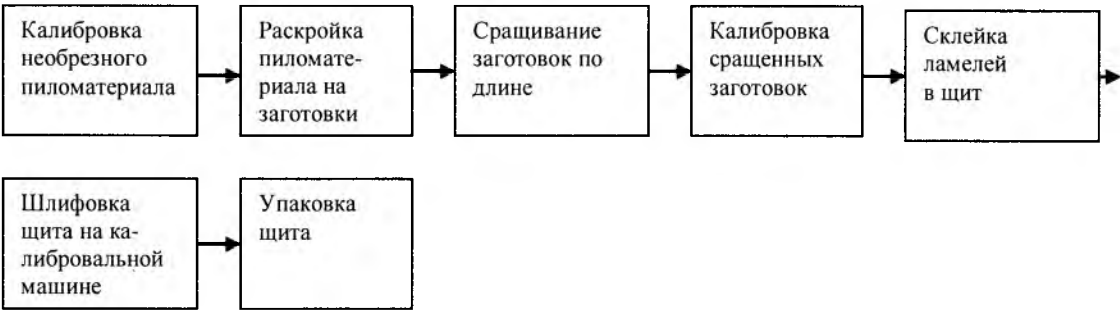 Калибровка
необрезного
пиломатериала
Раскройка
пиломате-
риала на
заготовки
Сращивание
заготовок по
длине
Калибровка
сращенных
заготовок
Склейка
ламелей
в щит
Шлифовка
щита на ка-
либровальной
машине
Упаковка
щита